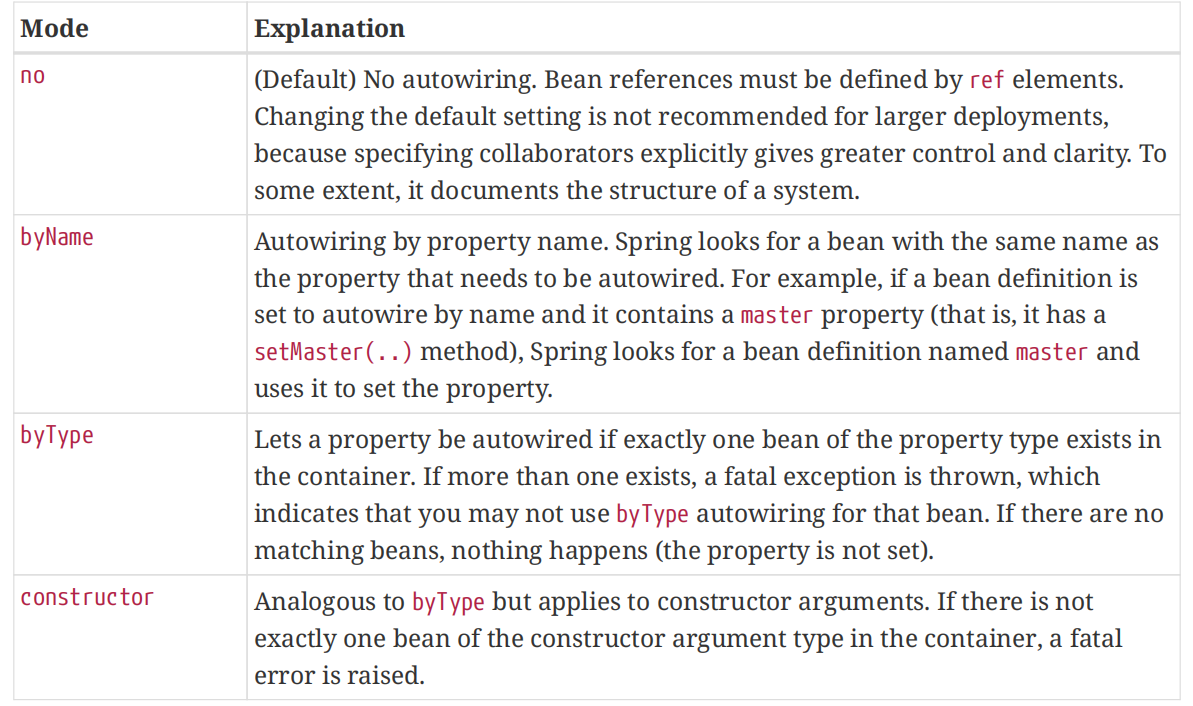 Mode Explanation
no (Default) No autowiring. Bean references must be defined by ref elements.
Changing the default setting is not recommended for larger deployments,
because specifying collaborators explicitly gives greater control and clarity. To
some extent, it documents the structure of a system.
byName Autowiring by property name. Spring looks for a bean with the same name as
the property that needs to be autowired. For example, if a bean definition is
set to autowire by name and it contains a master property (that is, it has a
setMaster(..) method), Spring looks for a bean definition named master and
uses it to set the property.
byType Lets a property be autowired if exactly one bean of the property type exists in
the container. If more than one exists, a fatal exception is thrown, which
indicates that you may not use byType autowiring for that bean. If there are no
matching beans, nothing happens (the property is not set).
constructor Analogous to byType but applies to constructor arguments. If there is not
exactly one bean of the constructor argument type in the container, a fatal
error is raised.